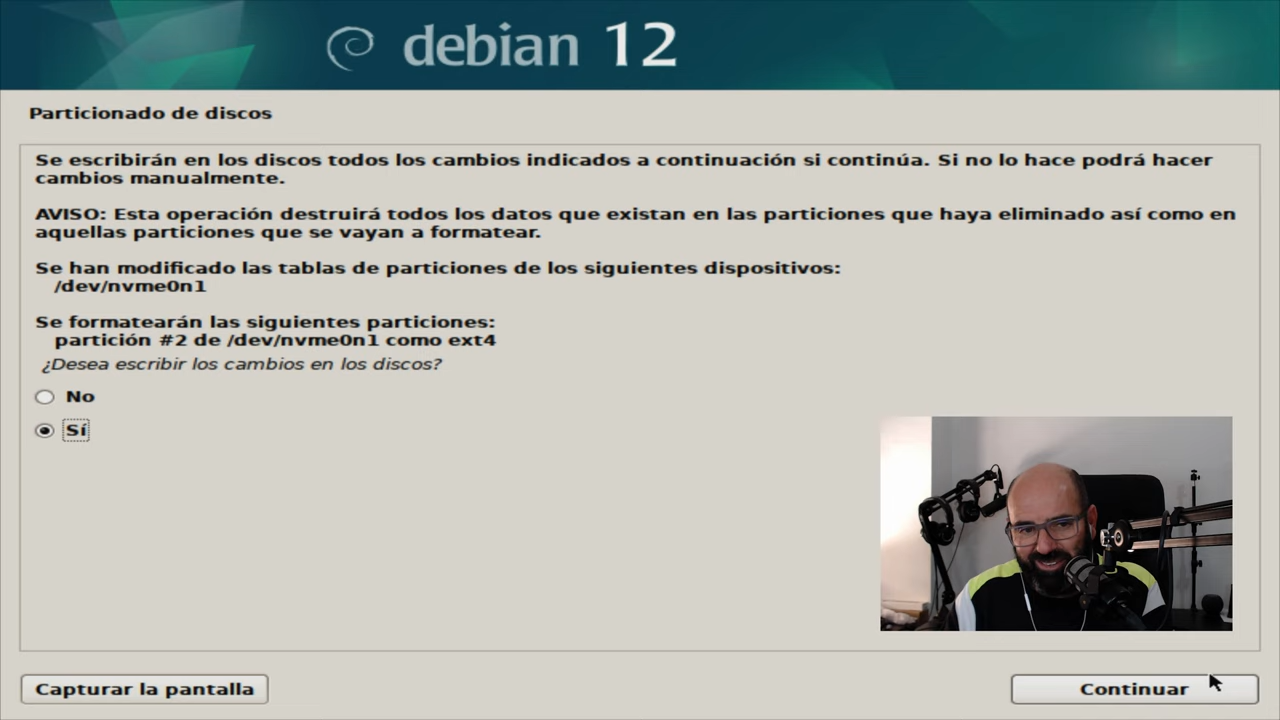 debian 12
Particionado de discos
Se escribirán en los discos todos los cambios indicados a continuación si continúa. Si no lo hace podrá hacer
cambios manualmente.
AVISO: Esta operación destruirá todos los datos que existan en las particiones que haya eliminado así como en
aquellas particiones que se vayan a formatear.
Se han modificado las tablas de particiones de los siguientes dispositivos:
/dev/nvme0n1
Se formatearán las siguientes particiones:
partición #2 de /dev/nvme0n1 como ext4
¿Desea escribir los cambios en los discos?
No
Sí
Capturar la pantalla
Continuar